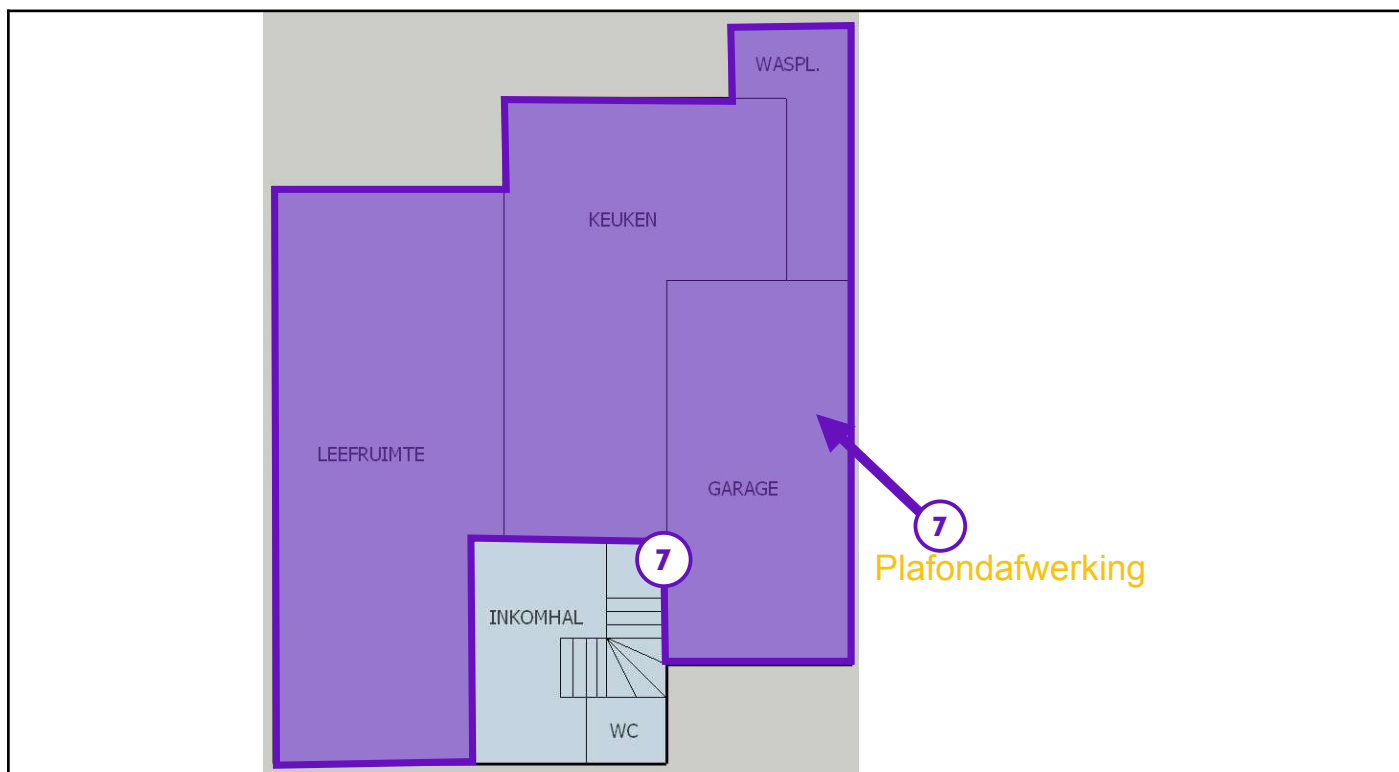 WASPL.
KEUKEN
LEEFRUIMTE
GARAGE
7
Plafondafwerking
7
INKOMHAL
WC